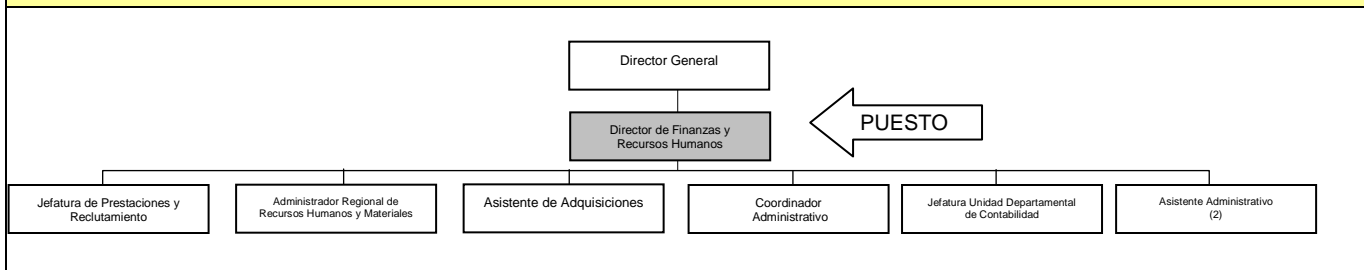 Director General
Director de Finanzas y
Recursos Humanos
PUESTO
Jefatura de Prestaciones y
Reclutamiento
Administrador Regional de
Recursos Humanos y Materiales
Asistente de Adquisiciones
Coordinador
Administrativo
Jefatura Unidad Departamental
de Contabilidad
Asistente Administrativo
(2)